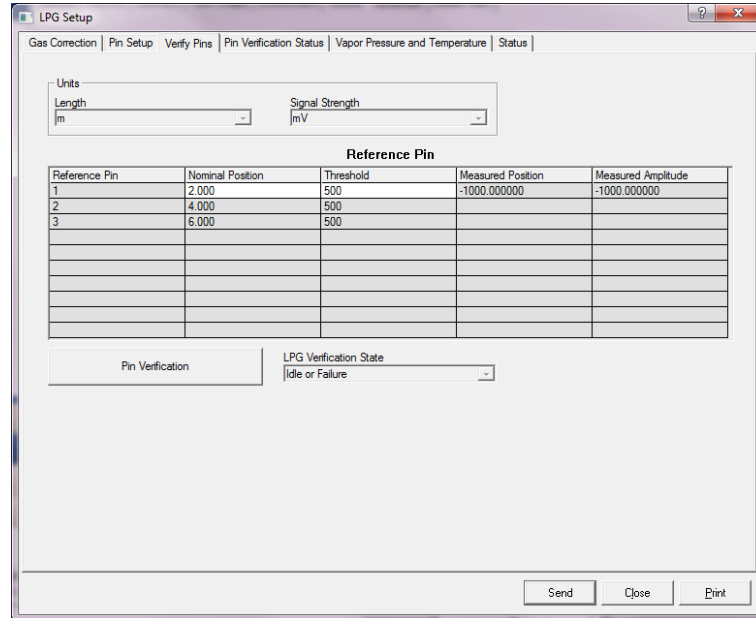 LPG Setup
Gas Correction Pin Setup Verify Pins Pin Verification Status Vapor Pressure and Temperature Status
Units
Length Signal Strength
m mV
Reference Pin
Reference Pin Nominal Position Threshold Measured Position Measured Amplitude
1 2.000 500 -1000.000000 -1000.000000
2 4.000 500
3 6.000 500
Pin Verification
LPG Verification State
Idle or Failure
Send Close Print